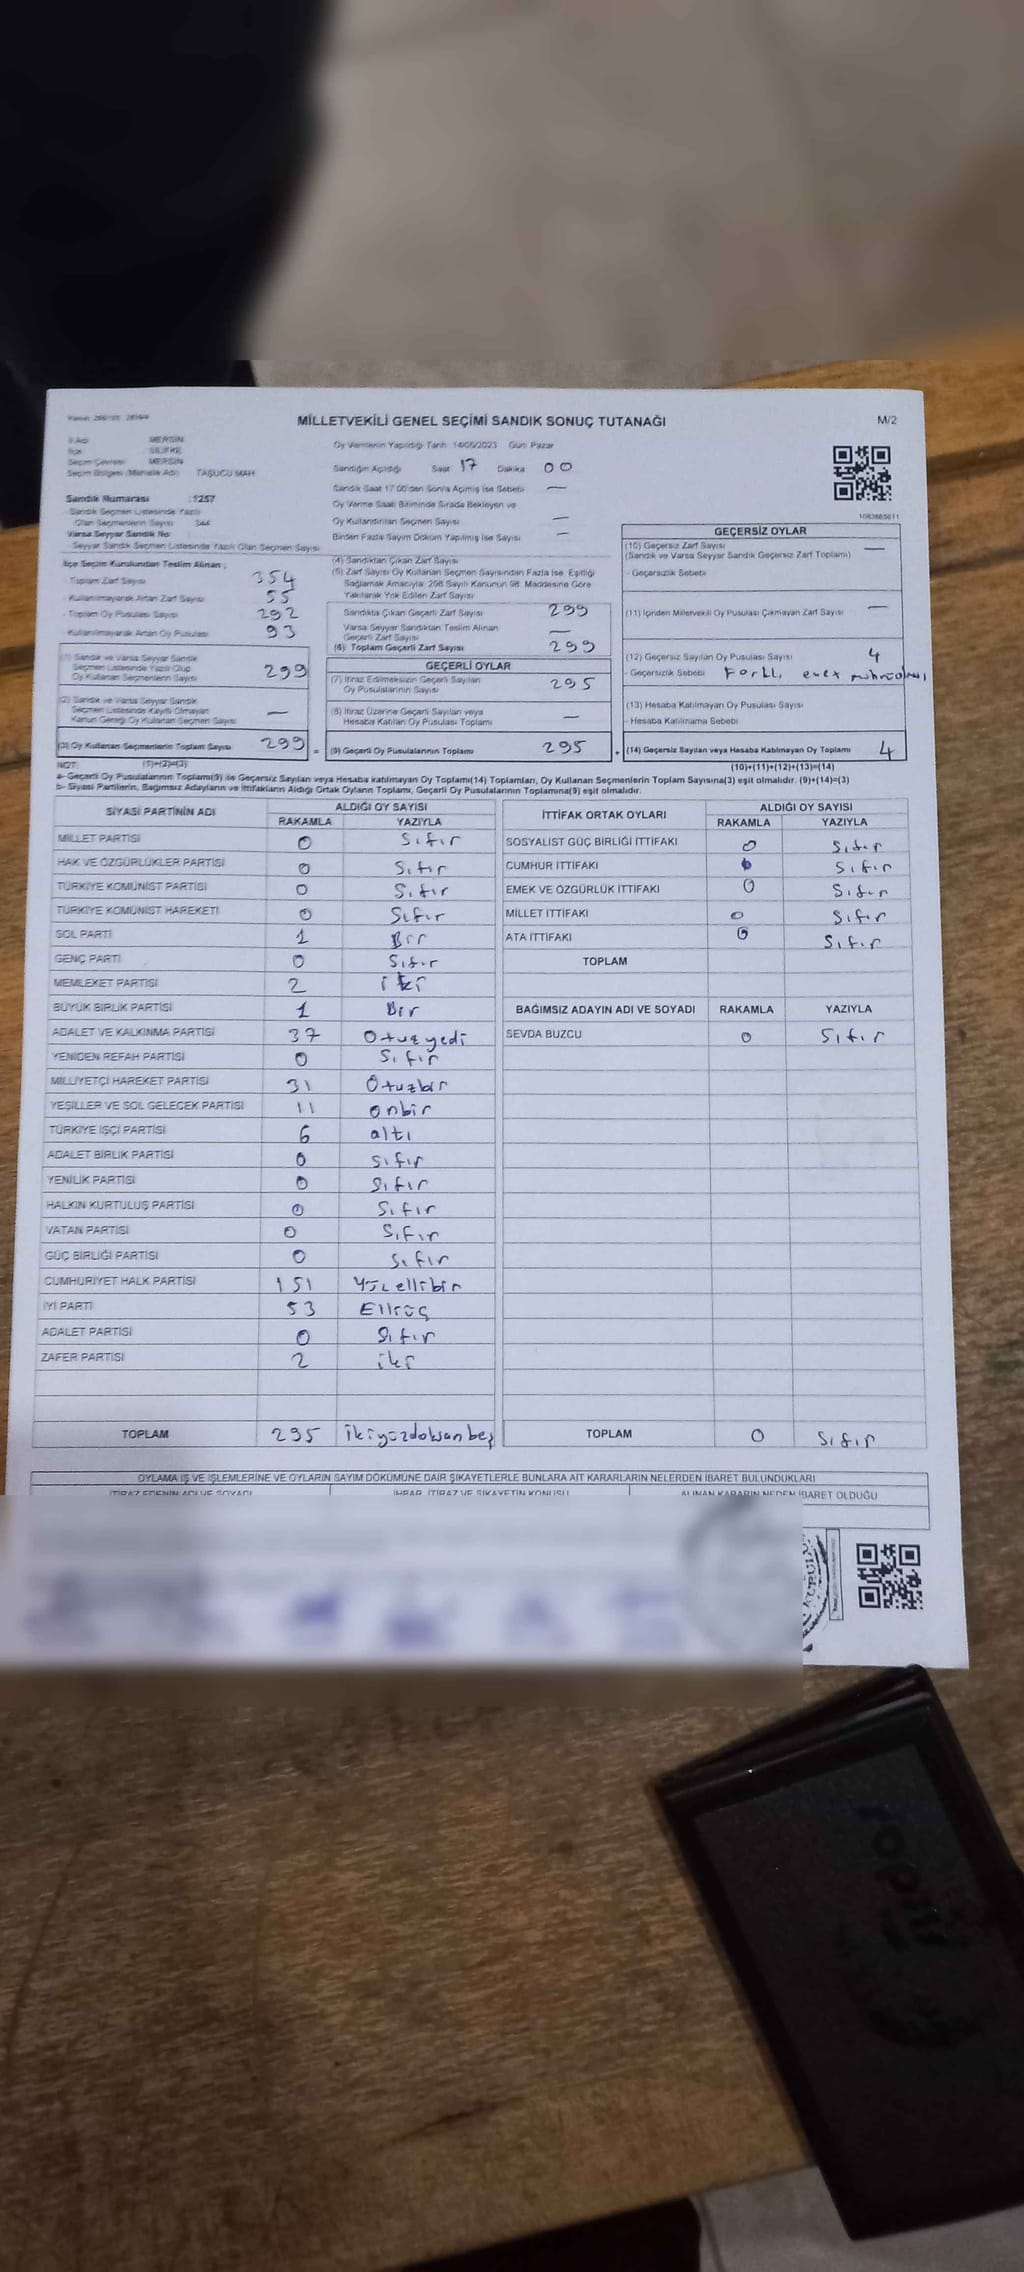 MİLLETVEKİLİ GENEL SEÇİMİ SANDIK SONUÇ TUTANAĞI
M/2
İl Adı MERSİN
İlçe SİLİFKE
Seçim Çevresi MERSİN
Seçim Bölgesi (Mahalle Adı) TAŞUCU MAH
Oy Vermenin Yapıldığı Tarih 14/05/2023 Gün: Pazar
Sandığın Açıldığı Saat 17 Dakika 00
Sandık Saat 17:00'den Sonra Açılmış İse Sebebi —
Oy Verme Saati Bitiminde Sırada Bekleyen ve
Oy Kullandırılan Seçmen Sayısı —
Birden Fazla Sayım Döküm Yapılmış İse Sayısı —
1083665611
Sandık Numarası :1257
Sandık Seçmen Listesinde Yazılı
Olan Seçmenlerin Sayısı 344
Varsa Seyyar Sandık No
Seyyar Sandık Seçmen Listesinde Yazılı Olan Seçmen Sayısı
İlçe Seçim Kurulundan Teslim Alınan ;
- Toplam Zarf Sayısı 354
- Kullanılmayarak Artan Zarf Sayısı 55
- Toplam Oy Pusulası Sayısı 292
- Kullanılmayarak Artan Oy Pusulası 93
(1) Sandık ve Varsa Seyyar Sandık
Seçmen Listesinde Yazılı Olup
Oy Kullanan Seçmenlerin Sayısı 299
(2) Sandık ve Varsa Seyyar Sandık
Seçmen Listesinde Kayıtlı Olmayan
Kanun Gereği Oy Kullanan Seçmen Sayısı —
(3) Oy Kullanan Seçmenlerin Toplam Sayısı 299
(4) Sandıktan Çıkan Zarf Sayısı
(5) Zarf Sayısı Oy Kullanan Seçmen Sayısından Fazla İse, Eşitliği
Sağlamak Amacıyla; 298 Sayılı Kanunun 98. Maddesine Göre
Yakılarak Yok Edilen Zarf Sayısı
Sandıkta Çıkan Geçerli Zarf Sayısı 299
Varsa Seyyar Sandıktan Teslim Alınan
Geçerli Zarf Sayısı —
(6) Toplam Geçerli Zarf Sayısı 299
GEÇERLİ OYLAR
(7) İtiraz Edilmeksizin Geçerli Sayılan
Oy Pusulalarının Sayısı 295
(8) İtiraz Üzerine Geçerli Sayılan veya
Hesaba Katılan Oy Pusulası Toplamı —
= (9) Geçerli Oy Pusulalarının Toplamı 295 +
GEÇERSİZ OYLAR
(10) Geçersiz Zarf Sayısı —
(Sandık ve Varsa Seyyar Sandık Geçersiz Zarf Toplamı)
- Geçersizlik Sebebi
(11) İçinden Milletvekili Oy Pusulası Çıkmayan Zarf Sayısı —
(12) Geçersiz Sayılan Oy Pusulası Sayısı 4
- Geçersizlik Sebebi Farklı evet
(13) Hesaba Katılmayan Oy Pusulası Sayısı
- Hesaba Katılmama Sebebi
(14) Geçersiz Sayılan veya Hesaba Katılmayan Oy Toplamı 4
NOT: (1)+(2)=(3)
(10)+(11)+(12)+(13)=(14)
a- Geçerli Oy Pusulalarının Toplamı(9) ile Geçersiz Sayılan veya Hesaba katılmayan Oy Toplamı(14) Toplamları, Oy Kullanan Seçmenlerin Toplam Sayısına(3) eşit olmalıdır. (9)+(14)=(3)
b- Siyasi Partilerin, Bağımsız Adayların ve İttifakların Aldığı Ortak Oyların Toplamı, Geçerli Oy Pusulalarının Toplamına(9) eşit olmalıdır.
SİYASİ PARTİNİN ADI ALDIĞI OY SAYISI
RAKAMLA YAZIYLA
MİLLET PARTİSİ 0 Sıfır
HAK VE ÖZGÜRLÜKLER PARTİSİ 0 Sıfır
TÜRKİYE KOMÜNİST PARTİSİ 0 Sıfır
TÜRKİYE KOMÜNİST HAREKETİ 0 Sıfır
SOL PARTİ 1 Bir
GENÇ PARTİ 0 Sıfır
MEMLEKET PARTİSİ 2 iki
BÜYÜK BİRLİK PARTİSİ 1 Bir
ADALET VE KALKINMA PARTİSİ 37 Otuzyedi
YENİDEN REFAH PARTİSİ 0 Sıfır
MİLLİYETÇİ HAREKET PARTİSİ 31 Otuzbir
YEŞİLLER VE SOL GELECEK PARTİSİ 11 onbir
TÜRKİYE İŞÇİ PARTİSİ 6 altı
ADALET BİRLİK PARTİSİ 0 Sıfır
YENİLİK PARTİSİ 0 Sıfır
HALKIN KURTULUŞ PARTİSİ 0 Sıfır
VATAN PARTİSİ 0 Sıfır
GÜÇ BİRLİĞİ PARTİSİ 0 Sıfır
CUMHURİYET HALK PARTİSİ 151 Yüzellibir
İYİ PARTİ 53 Elliüç
ADALET PARTİSİ 0 Sıfır
ZAFER PARTİSİ 2 iki
TOPLAM 295 ikiyüzdoksanbeş
İTTİFAK ORTAK OYLARI ALDIĞI OY SAYISI
RAKAMLA YAZIYLA
SOSYALİST GÜÇ BİRLİĞİ İTTİFAKI 0 Sıfır
CUMHUR İTTİFAKI 0 Sıfır
EMEK VE ÖZGÜRLÜK İTTİFAKI 0 Sıfır
MİLLET İTTİFAKI 0 Sıfır
ATA İTTİFAKI 0 Sıfır
TOPLAM
BAĞIMSIZ ADAYIN ADI VE SOYADI RAKAMLA YAZIYLA
SEVDA BUZCU 0 Sıfır
TOPLAM 0 Sıfır
OYLAMA İŞ VE İŞLEMLERİNE VE OYLARIN SAYIM DÖKÜMÜNE DAİR ŞİKAYETLERLE BUNLARA AİT KARARLARIN NELERDEN İBARET BULUNDUKLARI
İTİRAZ EDENİN ADI VE SOYADI İHBAR, İTİRAZ VE ŞİKAYETİN KONUSU ALINAN KARARIN NEDEN İBARET OLDUĞU